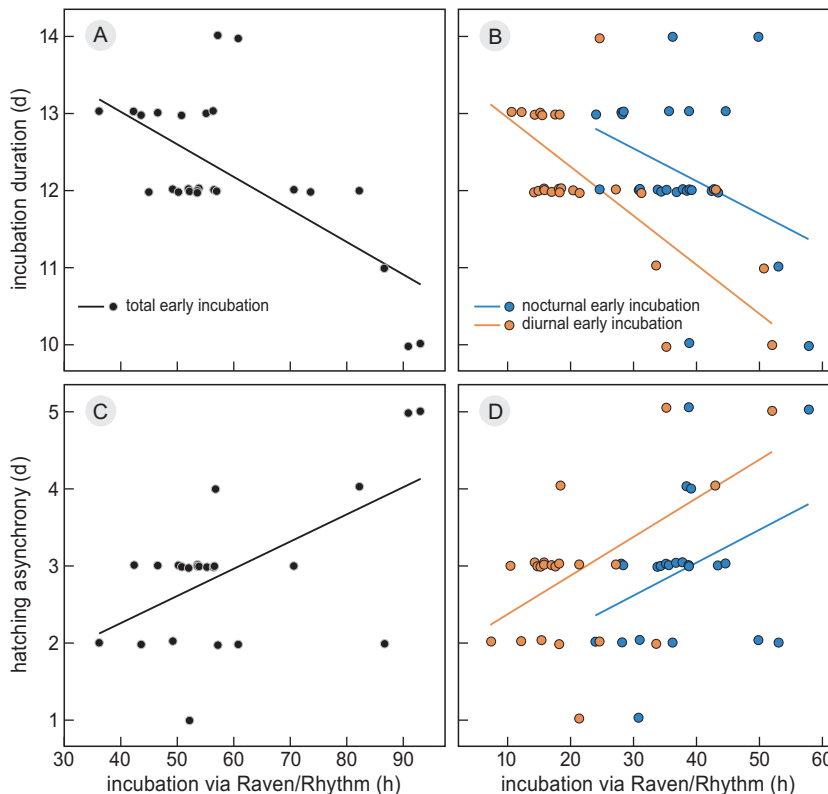 A
B
incubation duration (d)
14
13
12
11
10
total early incubation
nocturnal early incubation
diurnal early incubation
C
D
hatching asynchrony (d)
5
4
3
2
1
30 40 50 60 70 80 90
10 20 30 40 50 60
incubation via Raven/Rhythm (h)
incubation via Raven/Rhythm (h)